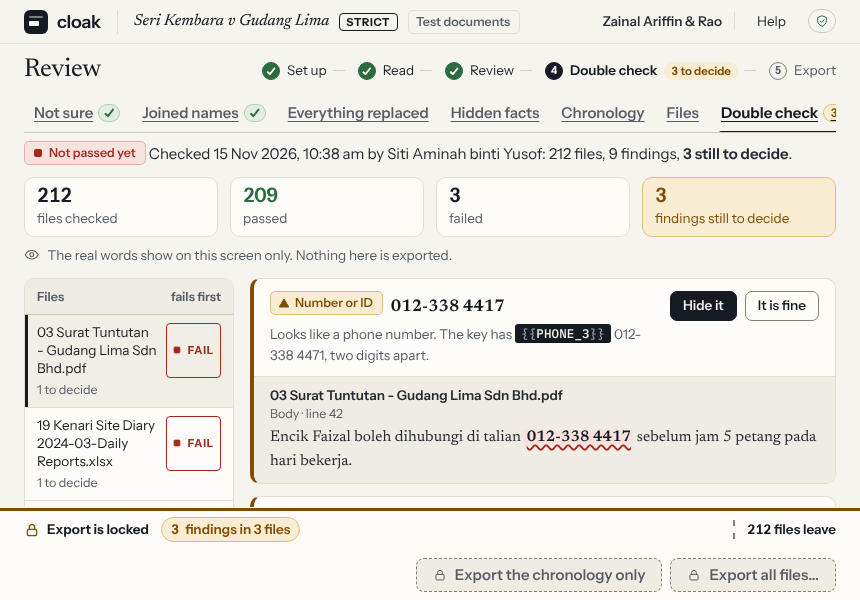 cloak
Seri Kembara v Gudang Lima
STRICT
Test documents
Zainal Ariffin & Rao
Help
Review
Set up
Read
Review
4 Double check 3 to decide
5 Export
Not sure
Joined names
Everything replaced
Hidden facts
Chronology
Files
Double check 3
Not passed yet Checked 15 Nov 2026, 10:38 am by Siti Aminah binti Yusof: 212 files, 9 findings, 3 still to decide.
212
files checked
209
passed
3
failed
3
findings still to decide
The real words show on this screen only. Nothing here is exported.
Files fails first
03 Surat Tuntutan
- Gudang Lima Sdn
Bhd.pdf
1 to decide
FAIL
19 Kenari Site Diary
2024-03-Daily
Reports.xlsx
1 to decide
FAIL
Number or ID 012-338 4417
Hide it
It is fine
Looks like a phone number. The key has {{PHONE_3}} 012-
338 4471, two digits apart.
03 Surat Tuntutan - Gudang Lima Sdn Bhd.pdf
Body · line 42
Encik Faizal boleh dihubungi di talian 012-338 4417 sebelum jam 5 petang pada
hari bekerja.
Export is locked
3 findings in 3 files
212 files leave
Export the chronology only
Export all files...